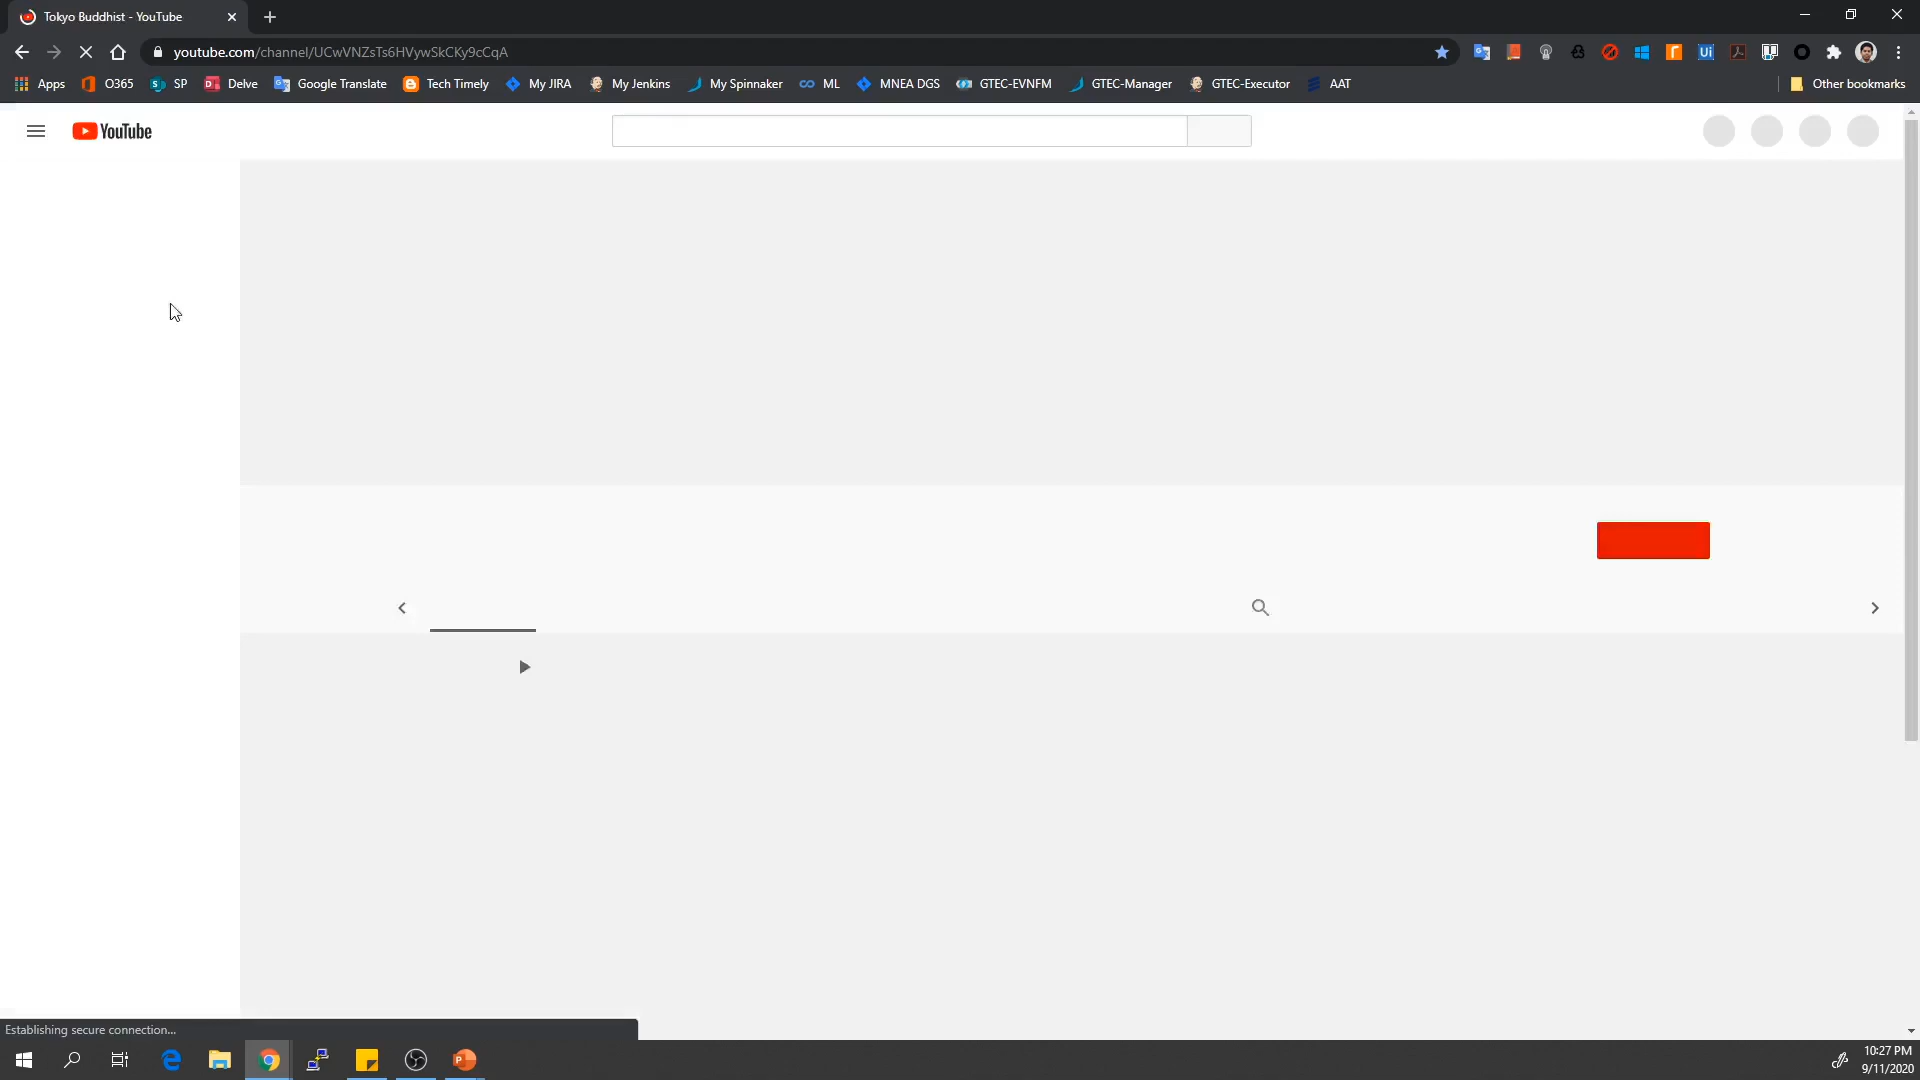 Tokyo Buddhist - YouTube
youtube.com/channel/UCwVNZsTs6HVywSkCKy9cCqA
Apps O365 SP Delve Google Translate Tech Timely My JIRA My Jenkins My Spinnaker ML MNEA DGS GTEC-EVNFM GTEC-Manager GTEC-Executor AAT Other bookmarks
YouTube
Establishing secure connection...
10:27 PM
9/11/2020